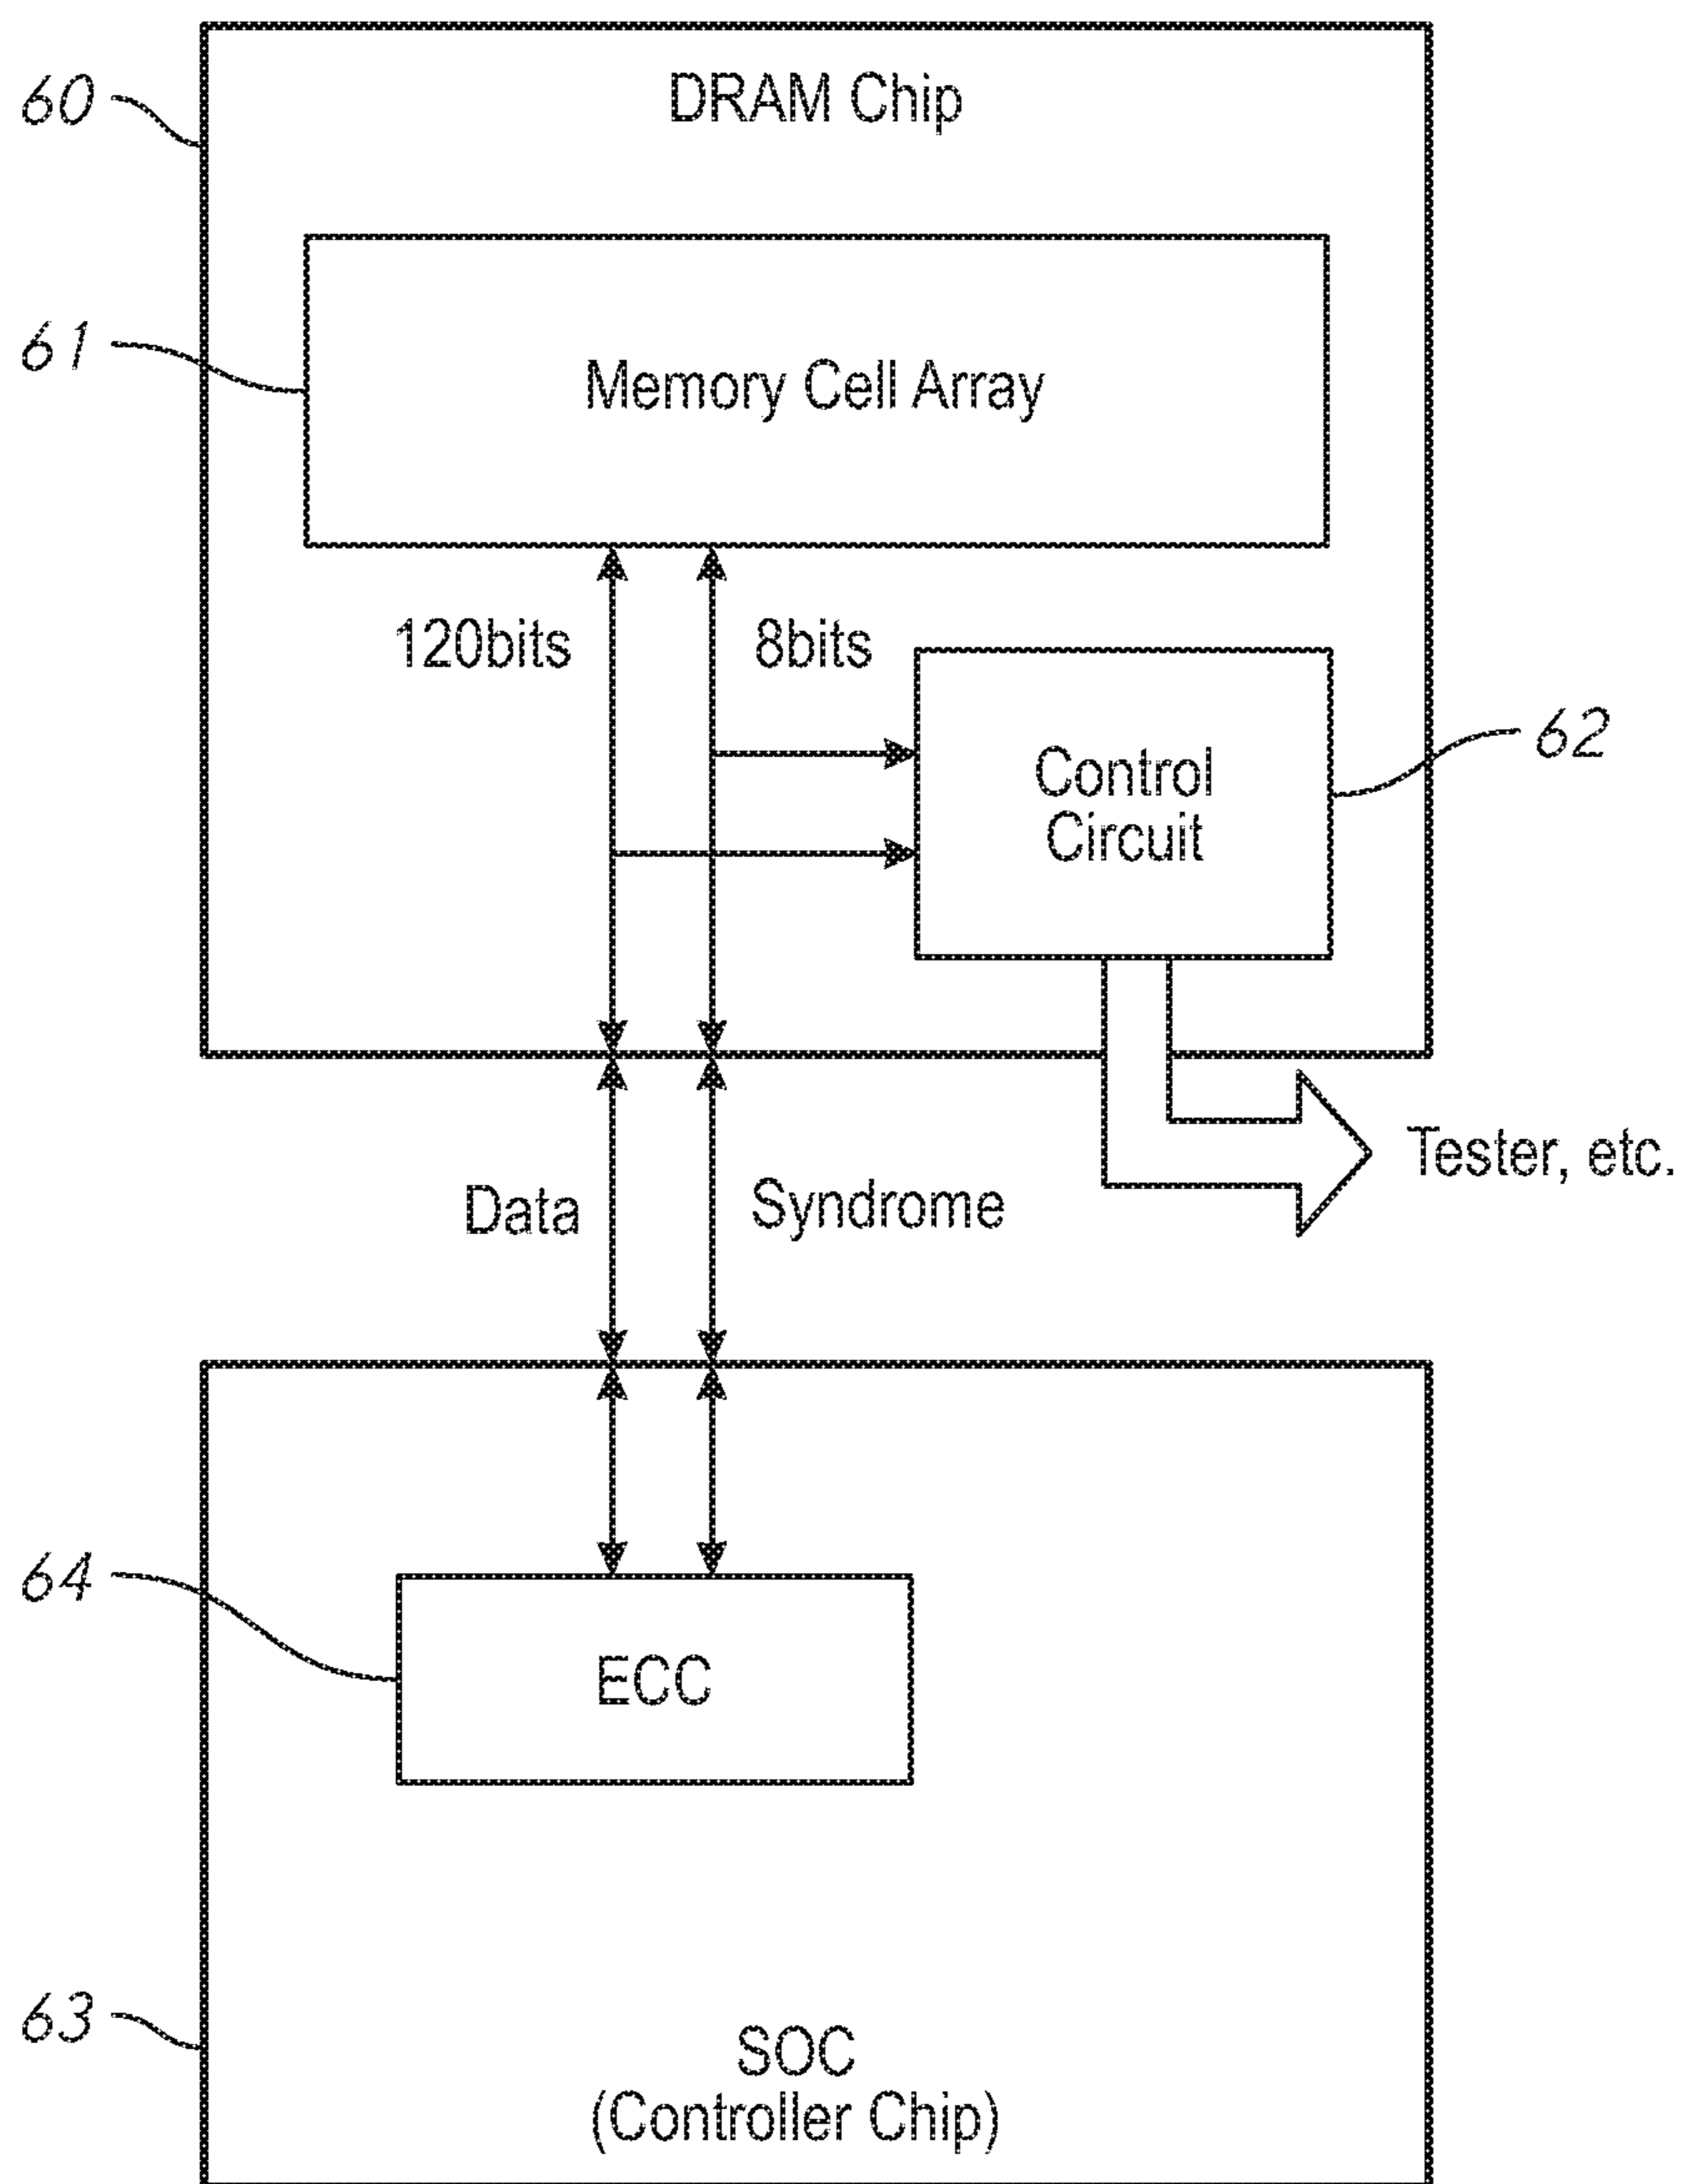 60
DRAM Chip
61
Memory Cell Array
120bits
8bits
62
Control
Circuit
Tester, etc.
Data
Syndrome
64
ECC
63
SOC
(Controller Chip)